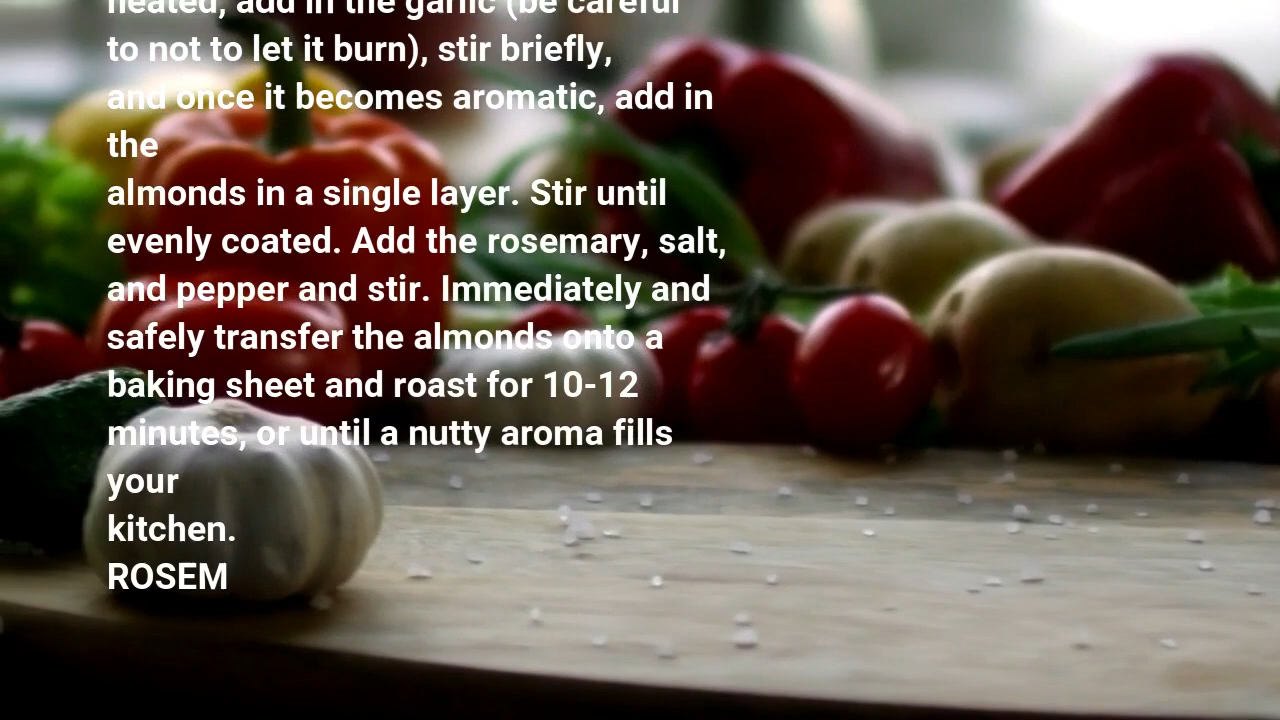 heated, add in the garlic (be careful
to not to let it burn), stir briefly,
and once it becomes aromatic, add in
the
almonds in a single layer. Stir until
evenly coated. Add the rosemary, salt,
and pepper and stir. Immediately and
safely transfer the almonds onto a
baking sheet and roast for 10-12
minutes, or until a nutty aroma fills
your
kitchen.
ROSEM